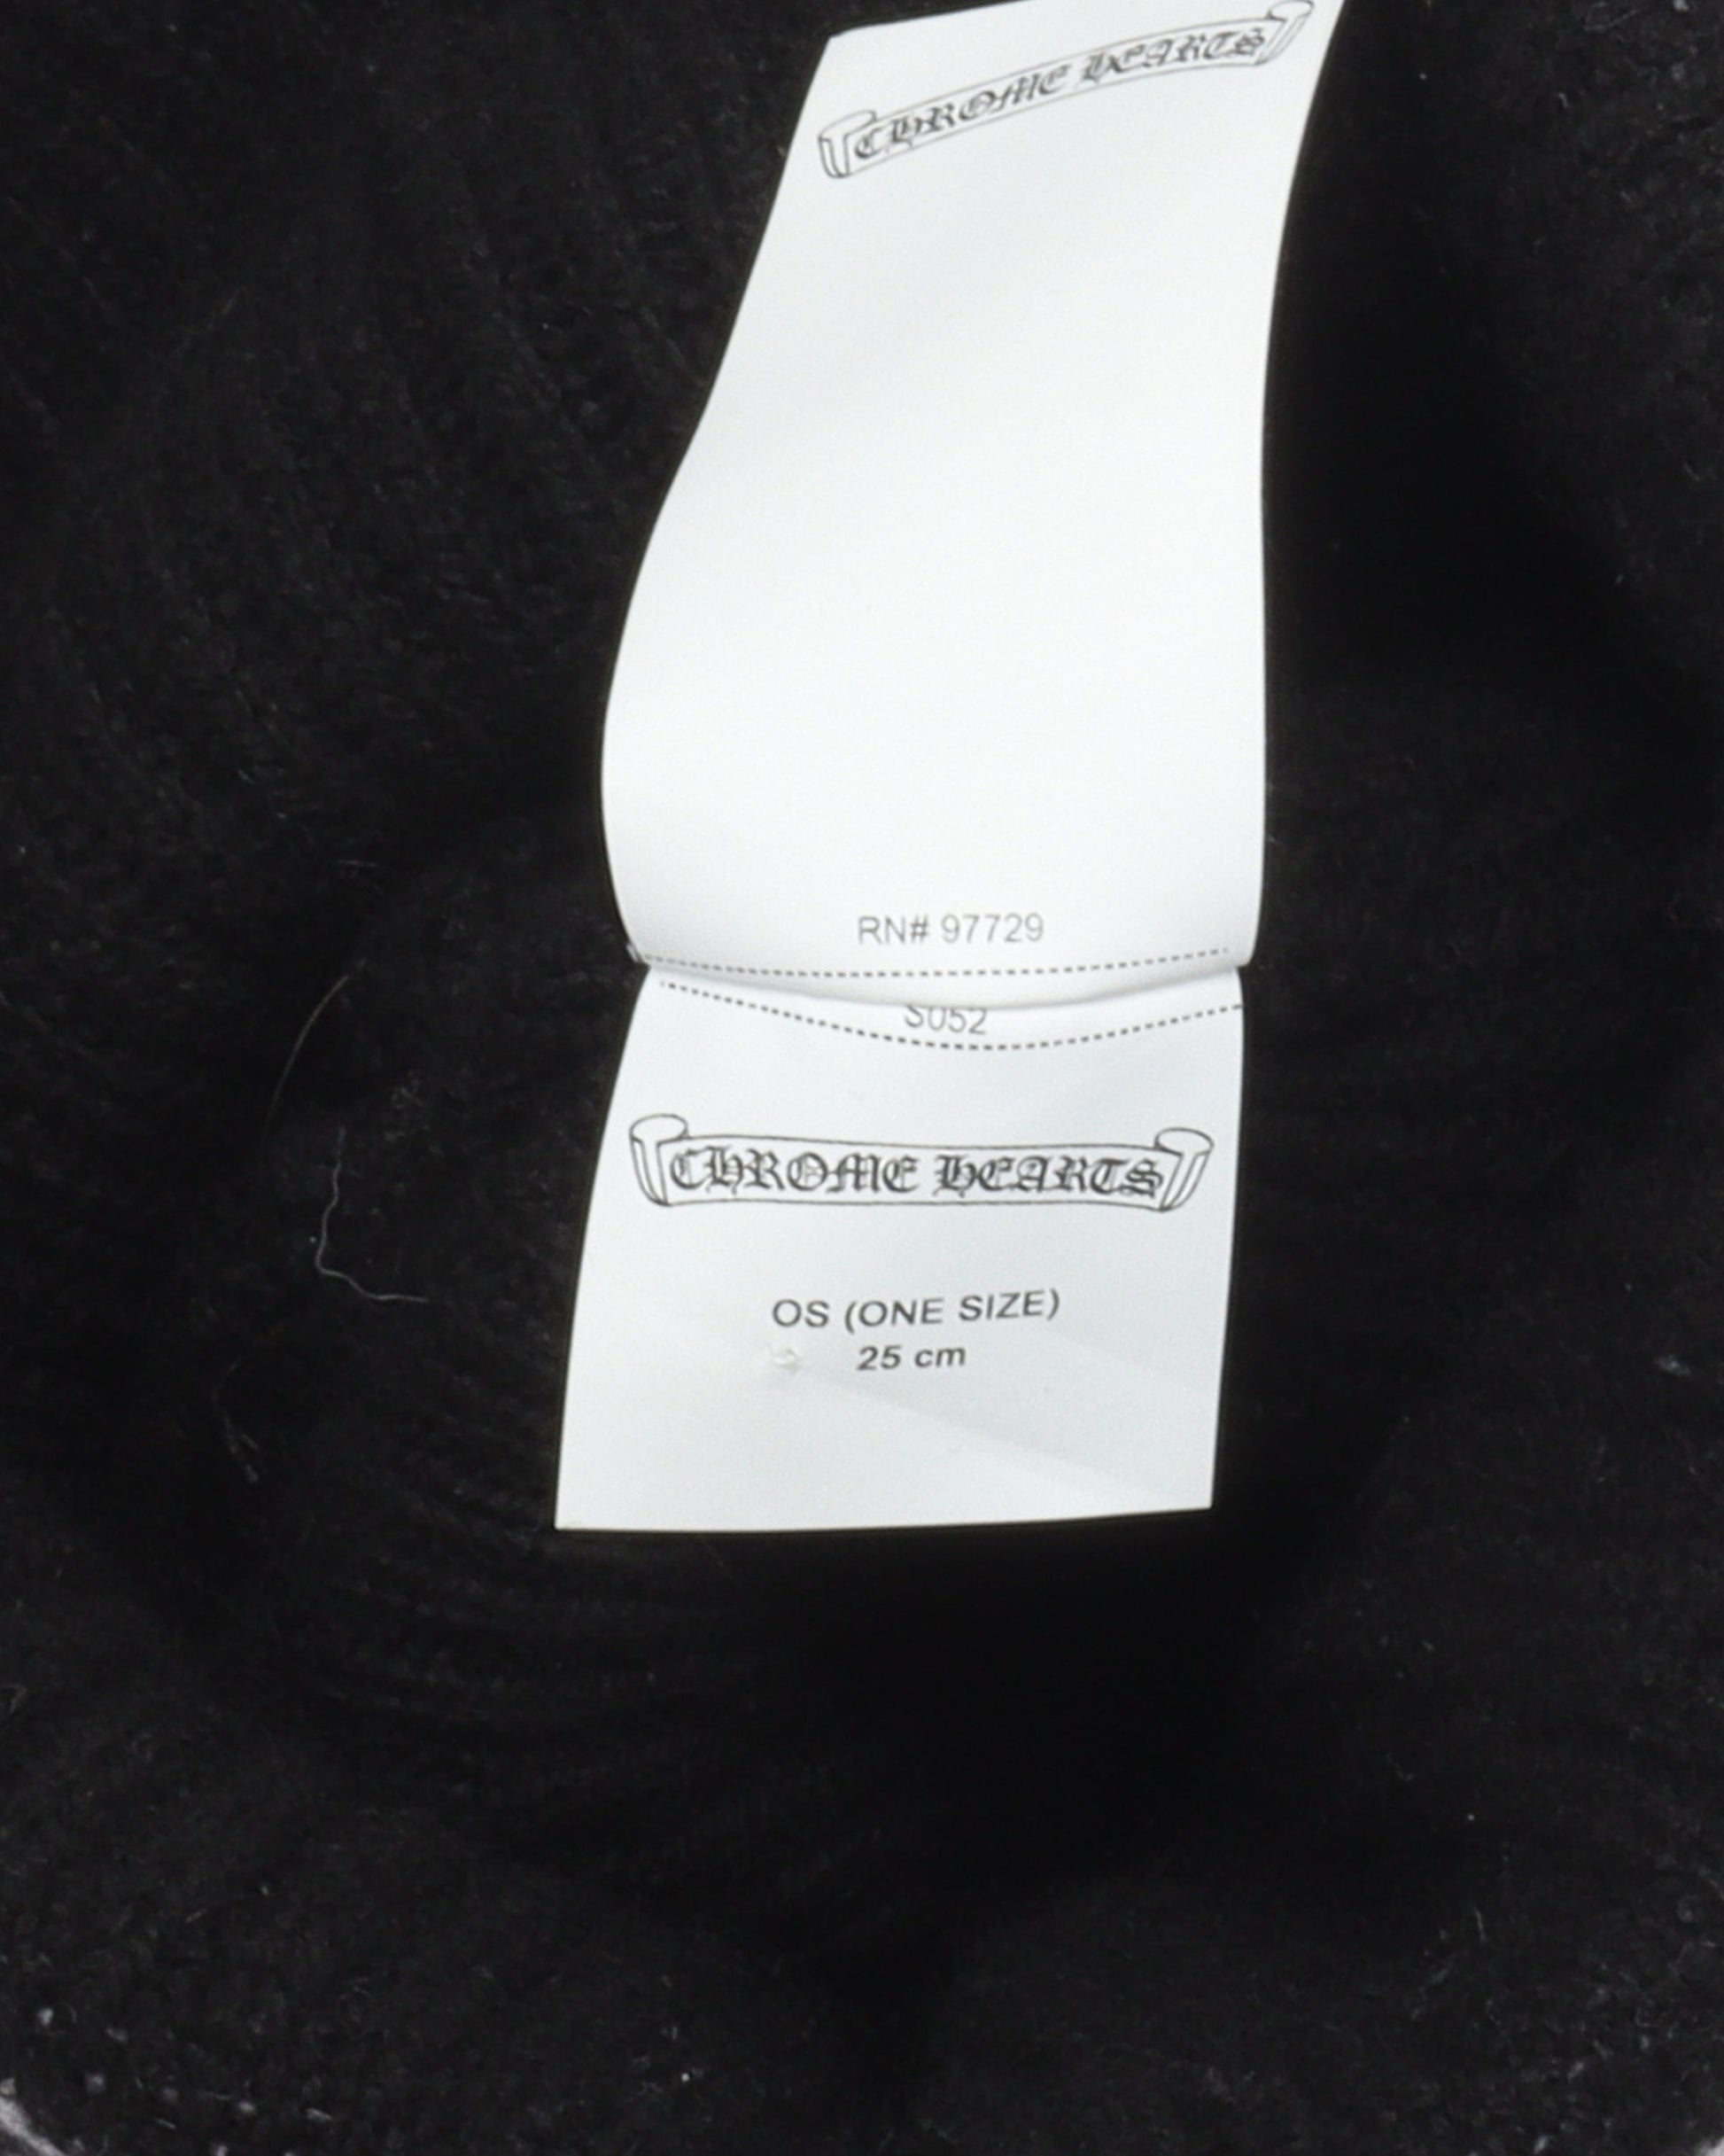 CHROME HEARTS
RN# 97729
S052
CHROME HEARTS
OS (ONE SIZE)
25 cm